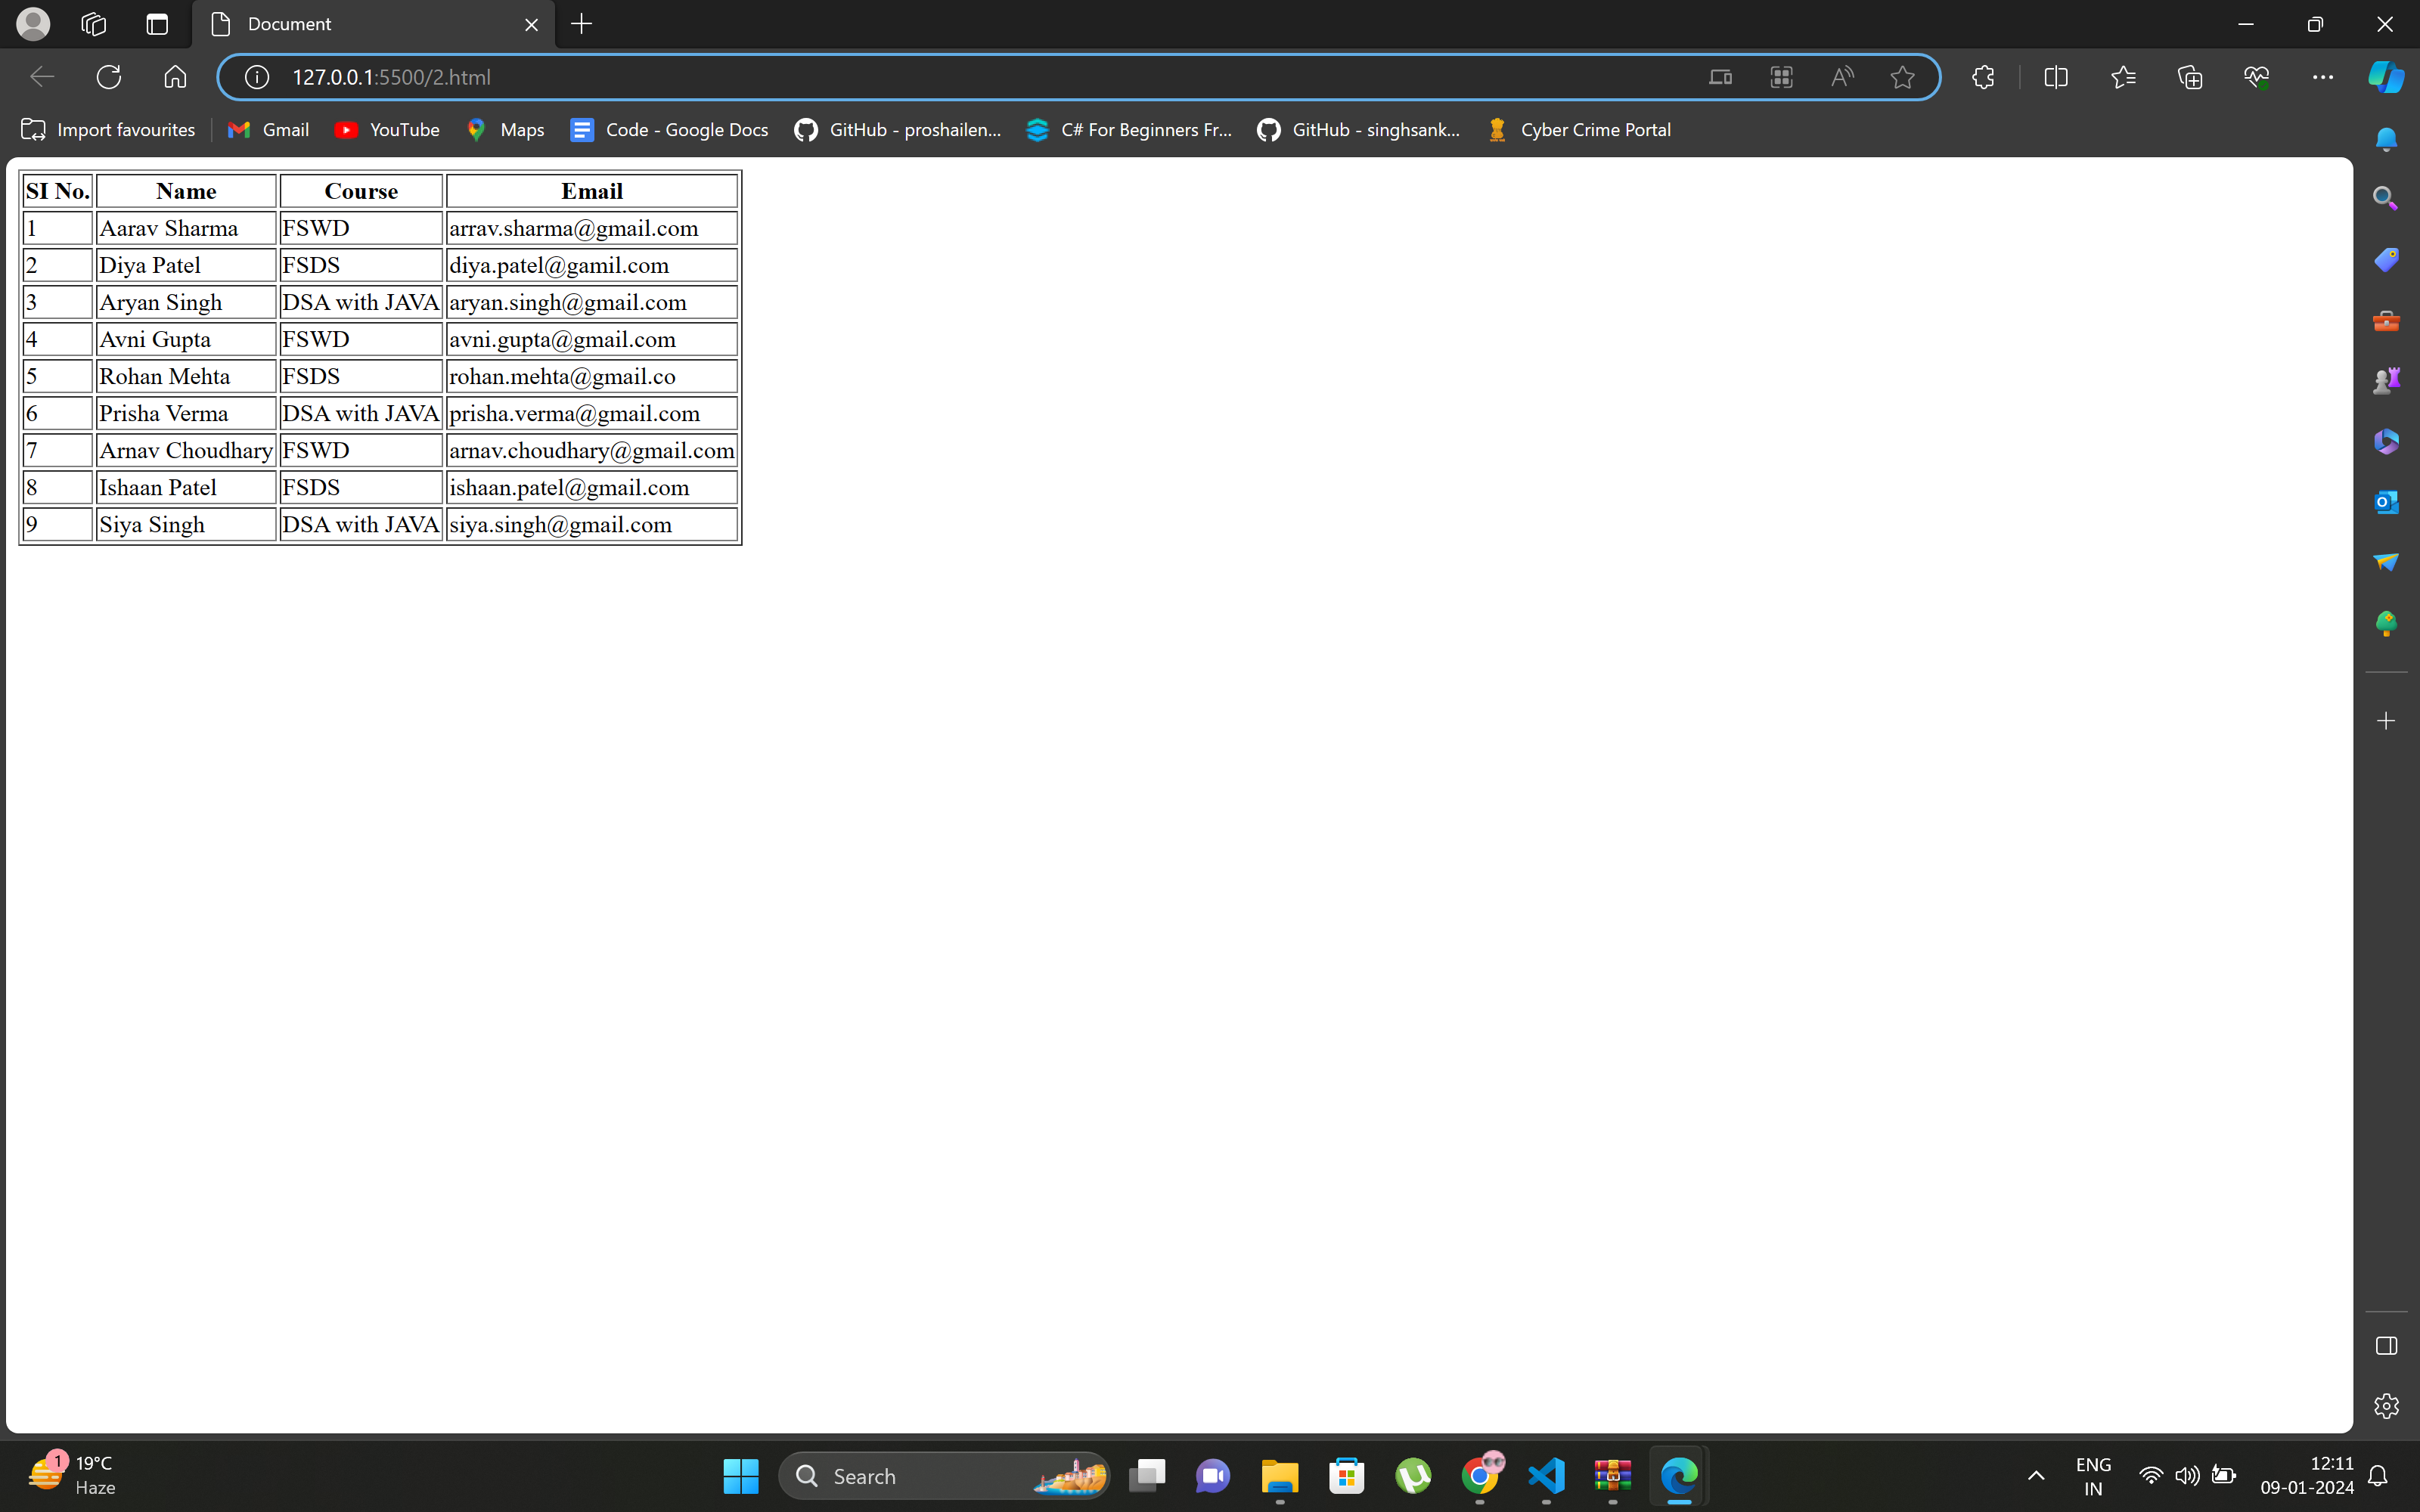 Document
127.0.0.1:5500/2.html
Import favourites Gmail YouTube Maps Code - Google Docs GitHub - proshailen... C# For Beginners Fr... GitHub - singhsank... Cyber Crime Portal
SI No. Name Course Email
1 Aarav Sharma FSWD arrav.sharma@gmail.com
2 Diya Patel FSDS diya.patel@gamil.com
3 Aryan Singh DSA with JAVA aryan.singh@gmail.com
4 Avni Gupta FSWD avni.gupta@gmail.com
5 Rohan Mehta FSDS rohan.mehta@gmail.co
6 Prisha Verma DSA with JAVA prisha.verma@gmail.com
7 Arnav Choudhary FSWD arnav.choudhary@gmail.com
8 Ishaan Patel FSDS ishaan.patel@gmail.com
9 Siya Singh DSA with JAVA siya.singh@gmail.com
1 19°C
Haze
Search
ENG
IN
12:11
09-01-2024